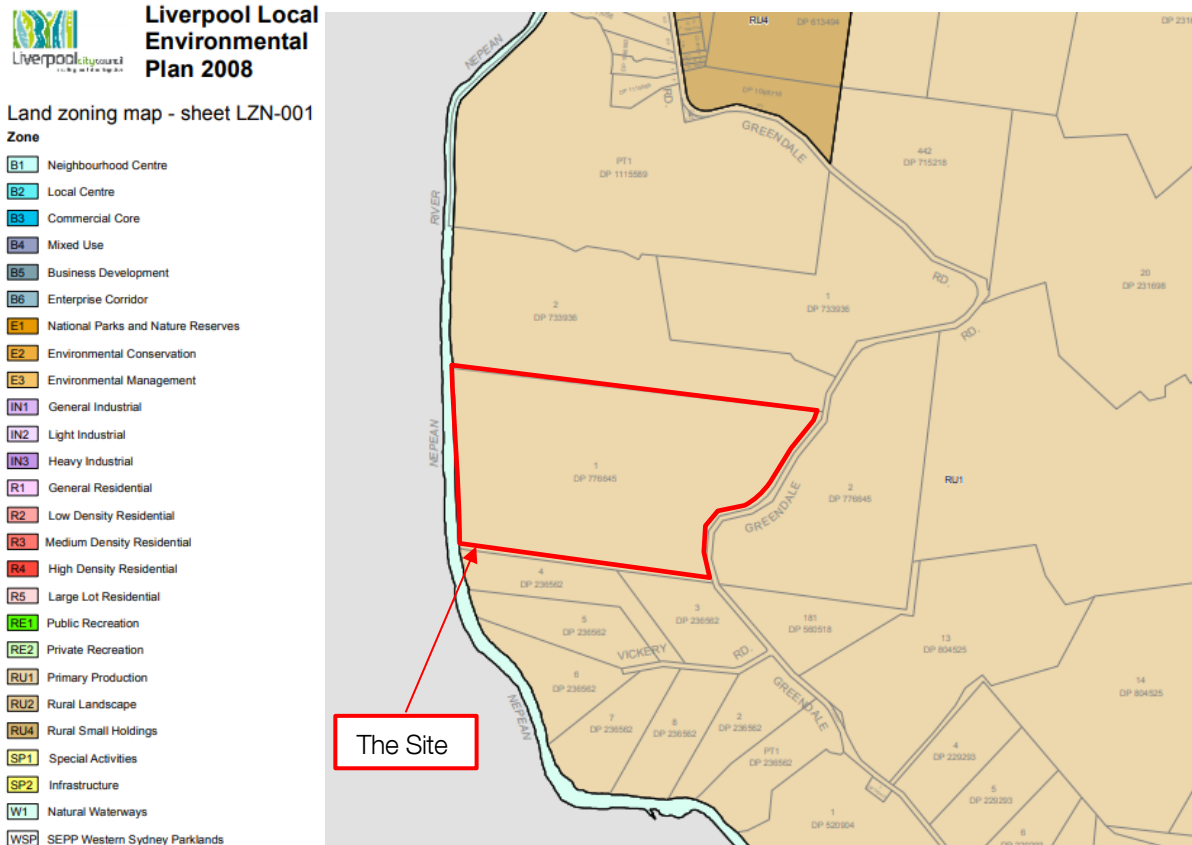 Liverpool city council
Liverpool Local
Environmental
Plan 2008
Land zoning map - sheet LZN-001
Zone
B1 Neighbourhood Centre
B2 Local Centre
B3 Commercial Core
B4 Mixed Use
B5 Business Development
B6 Enterprise Corridor
E1 National Parks and Nature Reserves
E2 Environmental Conservation
E3 Environmental Management
IN1 General Industrial
IN2 Light Industrial
IN3 Heavy Industrial
R1 General Residential
R2 Low Density Residential
R3 Medium Density Residential
R4 High Density Residential
R5 Large Lot Residential
RE1 Public Recreation
RE2 Private Recreation
RU1 Primary Production
RU2 Rural Landscape
RU4 Rural Small Holdings
SP1 Special Activities
SP2 Infrastructure
W1 Natural Waterways
WSP SEPP Western Sydney Parklands
NEPEAN
RU4
DP 613494
RD.
GREENDALE
442
DP 715218
PT1
DP 1115589
RIVER
20
DP 231698
RD.
1
DP 733936
2
DP 733936
RD.
NEPEAN
1
DP 776645
2
DP 776645
RU1
GREENDALE
4
DP 236562
3
DP 236562
5
DP 236562
181
DP 560518
13
DP 804525
VICKERY
RD.
6
DP 236562
14
DP 804525
GREENDALE
NEPEAN
7
DP 236562
8
DP 236562
2
DP 236562
PT1
DP 236562
The Site
4
DP 229293
5
DP 229293
1
DP 520904
6